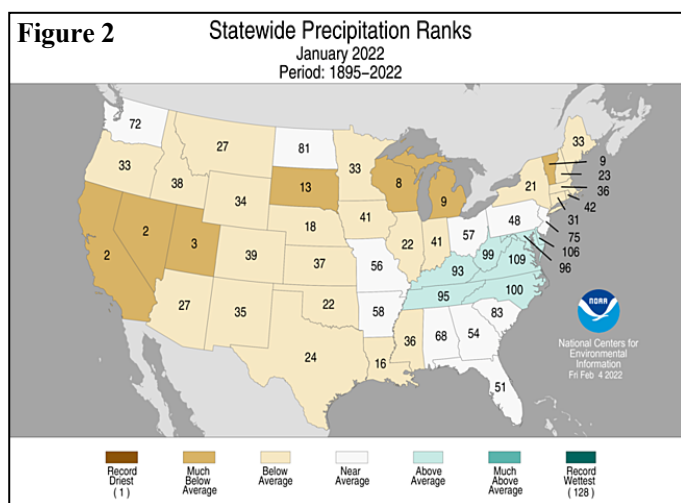 Figure 2
Statewide Precipitation Ranks
January 2022
Period: 1895–2022
72
81
33
27
33
9
33
38
13
8
23
9
21
36
34
42
41
18
31
2
2
3
48
57
22
41
75
39
106
37
56
99
109
96
93
100
95
27
35
22
58
83
36
68
54
24
16
51
NOAA
National Centers for
Environmental
Information
Fri Feb 4 2022
Record
Driest
(1)
Much
Below
Average
Below
Average
Near
Average
Above
Average
Much
Above
Average
Record
Wettest
(128)